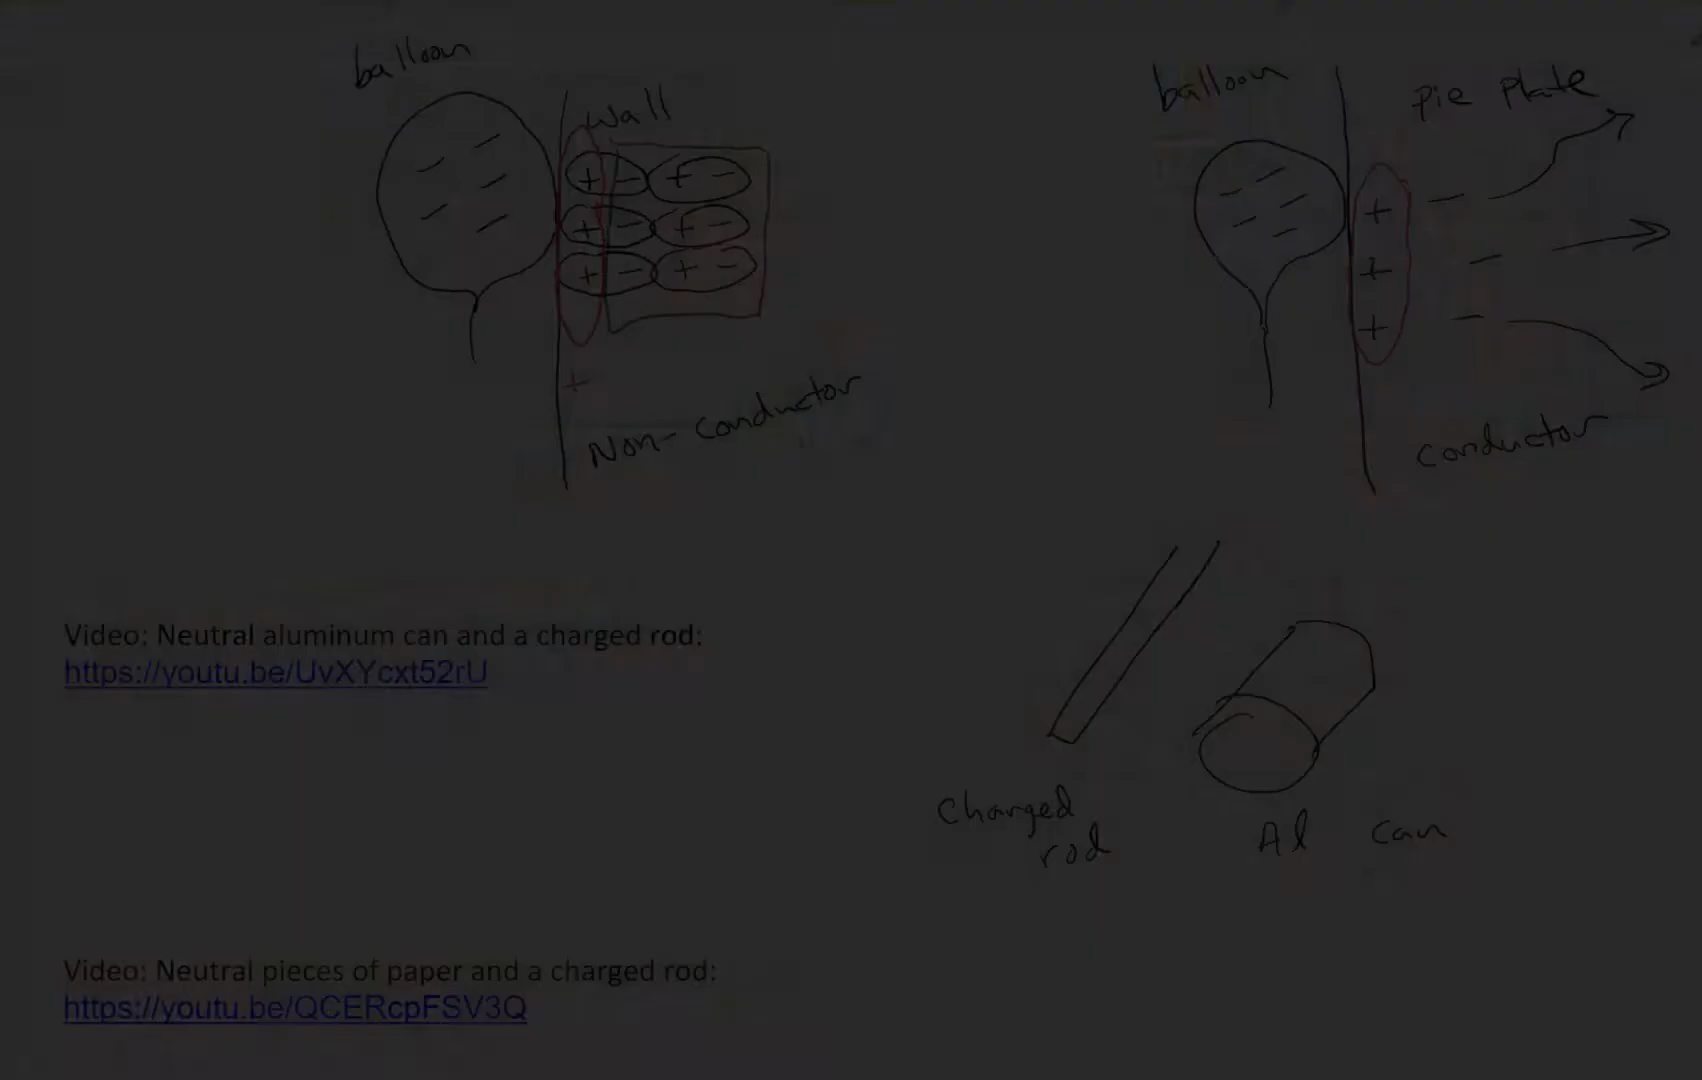 balloon
wall
Non-conductor
balloon
pie plate
conductor
Video: Neutral aluminum can and a charged rod:
https://youtu.be/UvXYcxt52rU
Charged
rod
Al can
Video: Neutral pieces of paper and a charged rod:
https://youtu.be/QCERcpFSV3Q